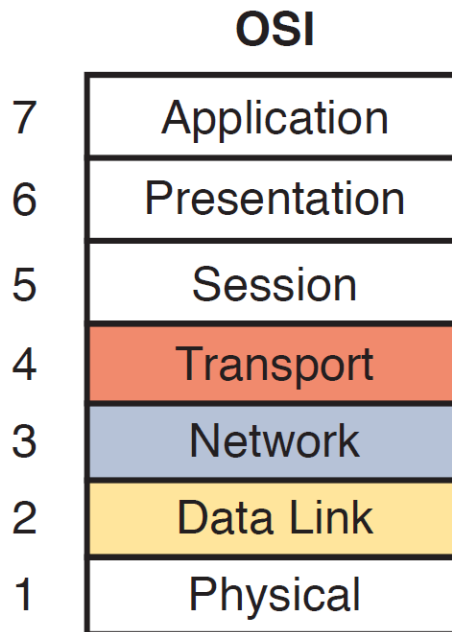 OSI
7 Application
6 Presentation
5 Session
4 Transport
3 Network
2 Data Link
1 Physical